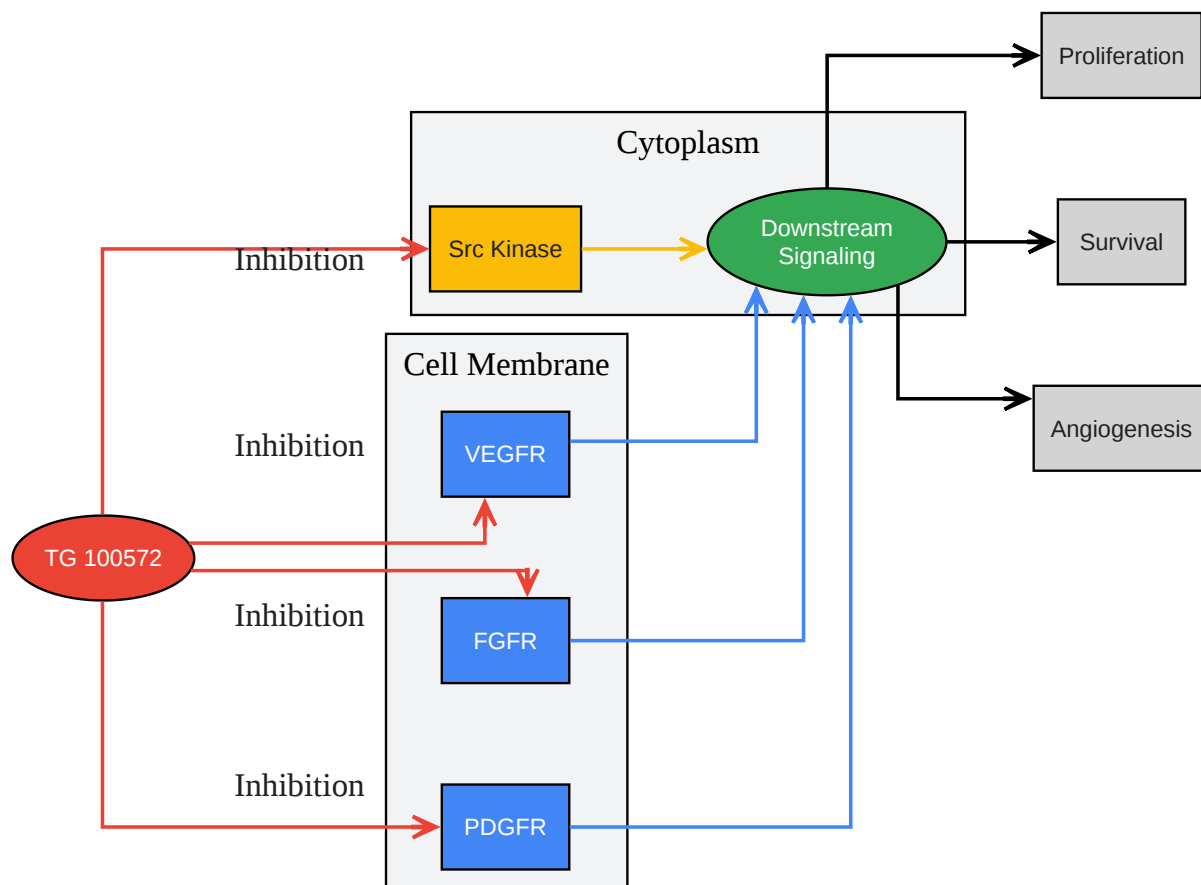 Proliferation
Cytoplasm
Src Kinase
Downstream
Signaling
Survival
Inhibition
Cell Membrane
VEGFR
Inhibition
Angiogenesis
TG 100572
FGFR
Inhibition
Inhibition
PDGFR